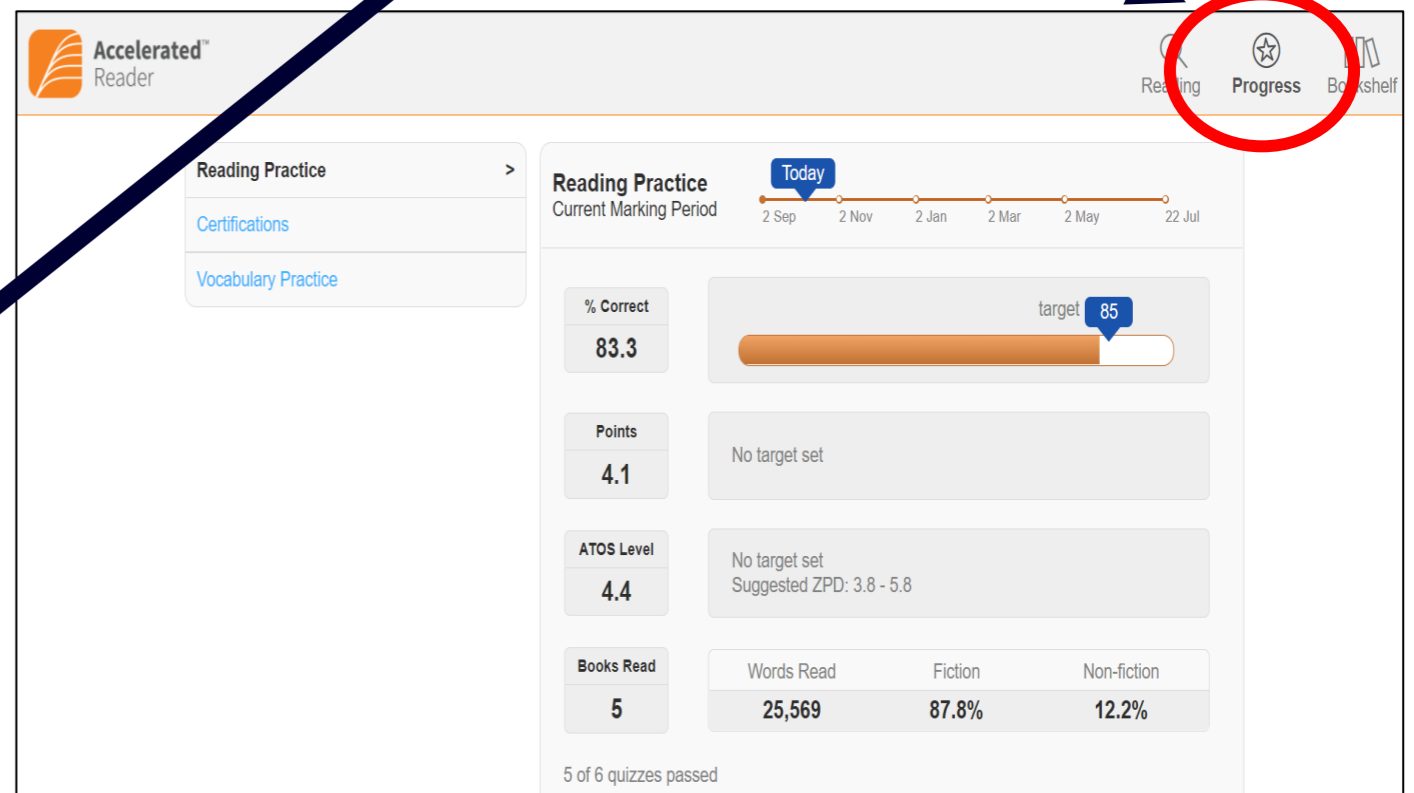 Accelerated™
Reader
Reading
Progress
Bookshelf
Reading Practice >
Certifications
Vocabulary Practice
Reading Practice
Current Marking Period
Today
2 Sep 2 Nov 2 Jan 2 Mar 2 May 22 Jul
% Correct
83.3
target 85
Points
4.1
No target set
ATOS Level
4.4
No target set
Suggested ZPD: 3.8 - 5.8
Books Read
5
Words Read Fiction Non-fiction
25,569 87.8% 12.2%
5 of 6 quizzes passed